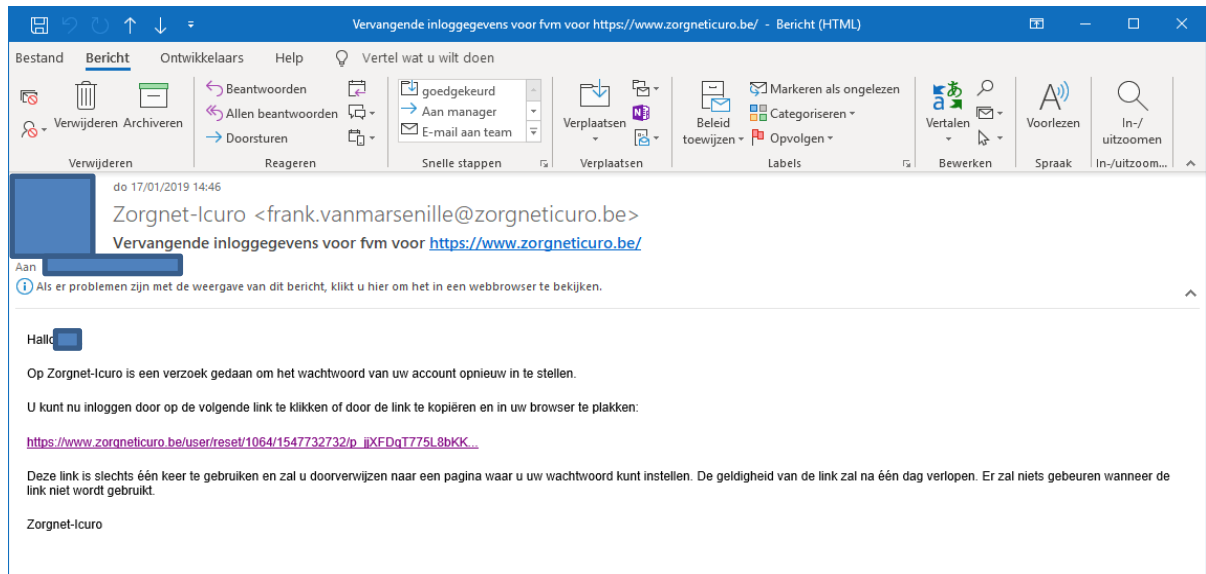 Vervangende inloggegevens voor fvm voor https://www.zorgneticuro.be/ - Bericht (HTML)
Bestand Bericht Ontwikkelaars Help Vertel wat u wilt doen
Verwijderen Archiveren
Verwijderen
Beantwoorden
Allen beantwoorden
Doorsturen
Reageren
goedgekeurd
Aan manager
E-mail aan team
Snelle stappen
Verplaatsen
Verplaatsen
Beleid
toewijzen
Markeren als ongelezen
Categoriseren
Opvolgen
Labels
Vertalen
Bewerken
Voorlezen
Spraak
In-/
uitzoomen
In-/uitzoom...
do 17/01/2019 14:46
Zorgnet-Icuro <frank.vanmarsenille@zorgneticuro.be>
Vervangende inloggegevens voor fvm voor https://www.zorgneticuro.be/
Aan
Als er problemen zijn met de weergave van dit bericht, klikt u hier om het in een webbrowser te bekijken.
Hallo
Op Zorgnet-Icuro is een verzoek gedaan om het wachtwoord van uw account opnieuw in te stellen.
U kunt nu inloggen door op de volgende link te klikken of door de link te kopiëren en in uw browser te plakken:
https://www.zorgneticuro.be/user/reset/1064/1547732732/p_jjXFDqT775L8bKK...
Deze link is slechts één keer te gebruiken en zal u doorverwijzen naar een pagina waar u uw wachtwoord kunt instellen. De geldigheid van de link zal na één dag verlopen. Er zal niets gebeuren wanneer de
link niet wordt gebruikt.
Zorgnet-Icuro